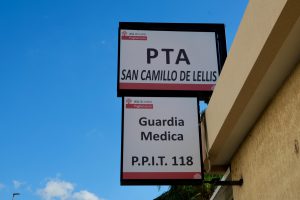 PTA
SAN CAMILLO DE LELLIS
Guardia
Medica
P.P.I.T. 118